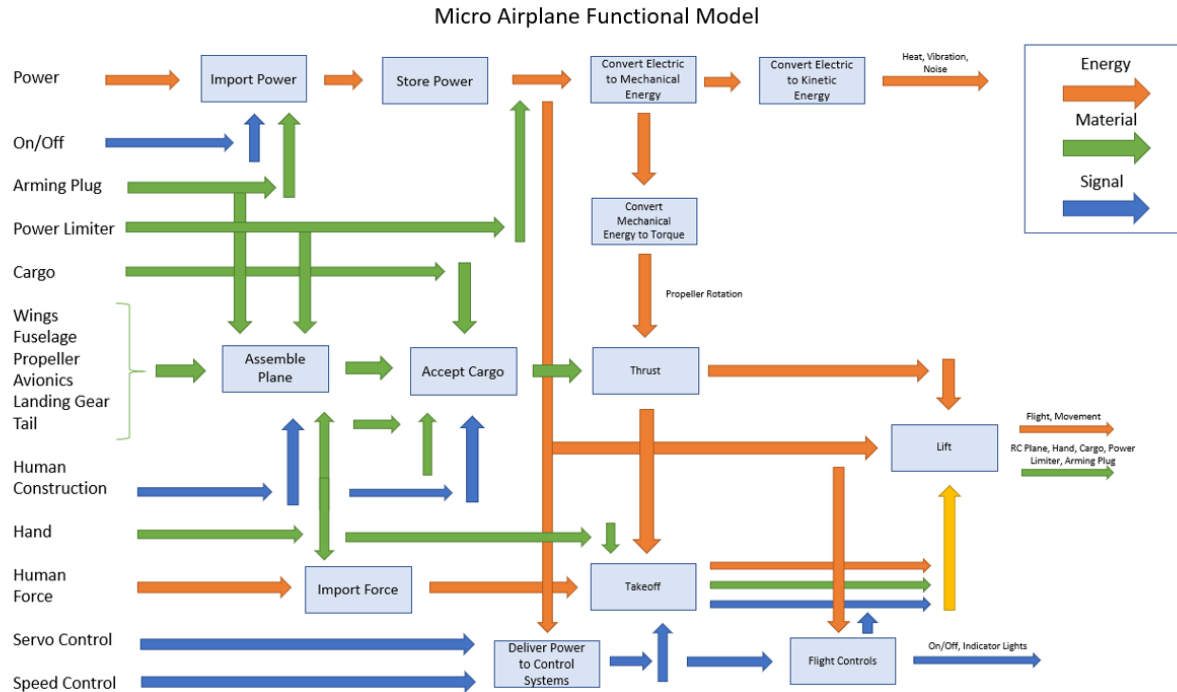 Micro Airplane Functional Model
Power
Import Power
Store Power
Convert Electric
to Mechanical
Energy
Convert Electric
to Kinetic
Energy
Heat, Vibration,
Noise
Energy
Material
Signal
On/Off
Arming Plug
Power Limiter
Convert
Mechanical
Energy to Torque
Cargo
Propeller Rotation
Wings
Fuselage
Propeller
Avionics
Landing Gear
Tail
Assemble
Plane
Accept Cargo
Thrust
Lift
Flight, Movement
RC Plane, Hand, Cargo, Power
Limiter, Arming Plug
Human
Construction
Hand
Human
Force
Import Force
Takeoff
Servo Control
Speed Control
Deliver Power
to Control
Systems
Flight Controls
On/Off, Indicator Lights